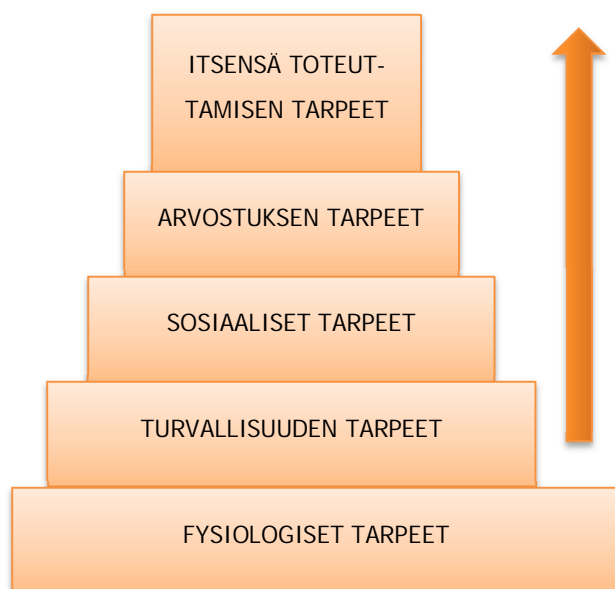 ITSENSÄ TOTEUT-
TAMISEN TARPEET
ARVOSTUKSEN TARPEET
SOSIAALISET TARPEET
TURVALLISUUDEN TARPEET
FYSIOLOGISET TARPEET